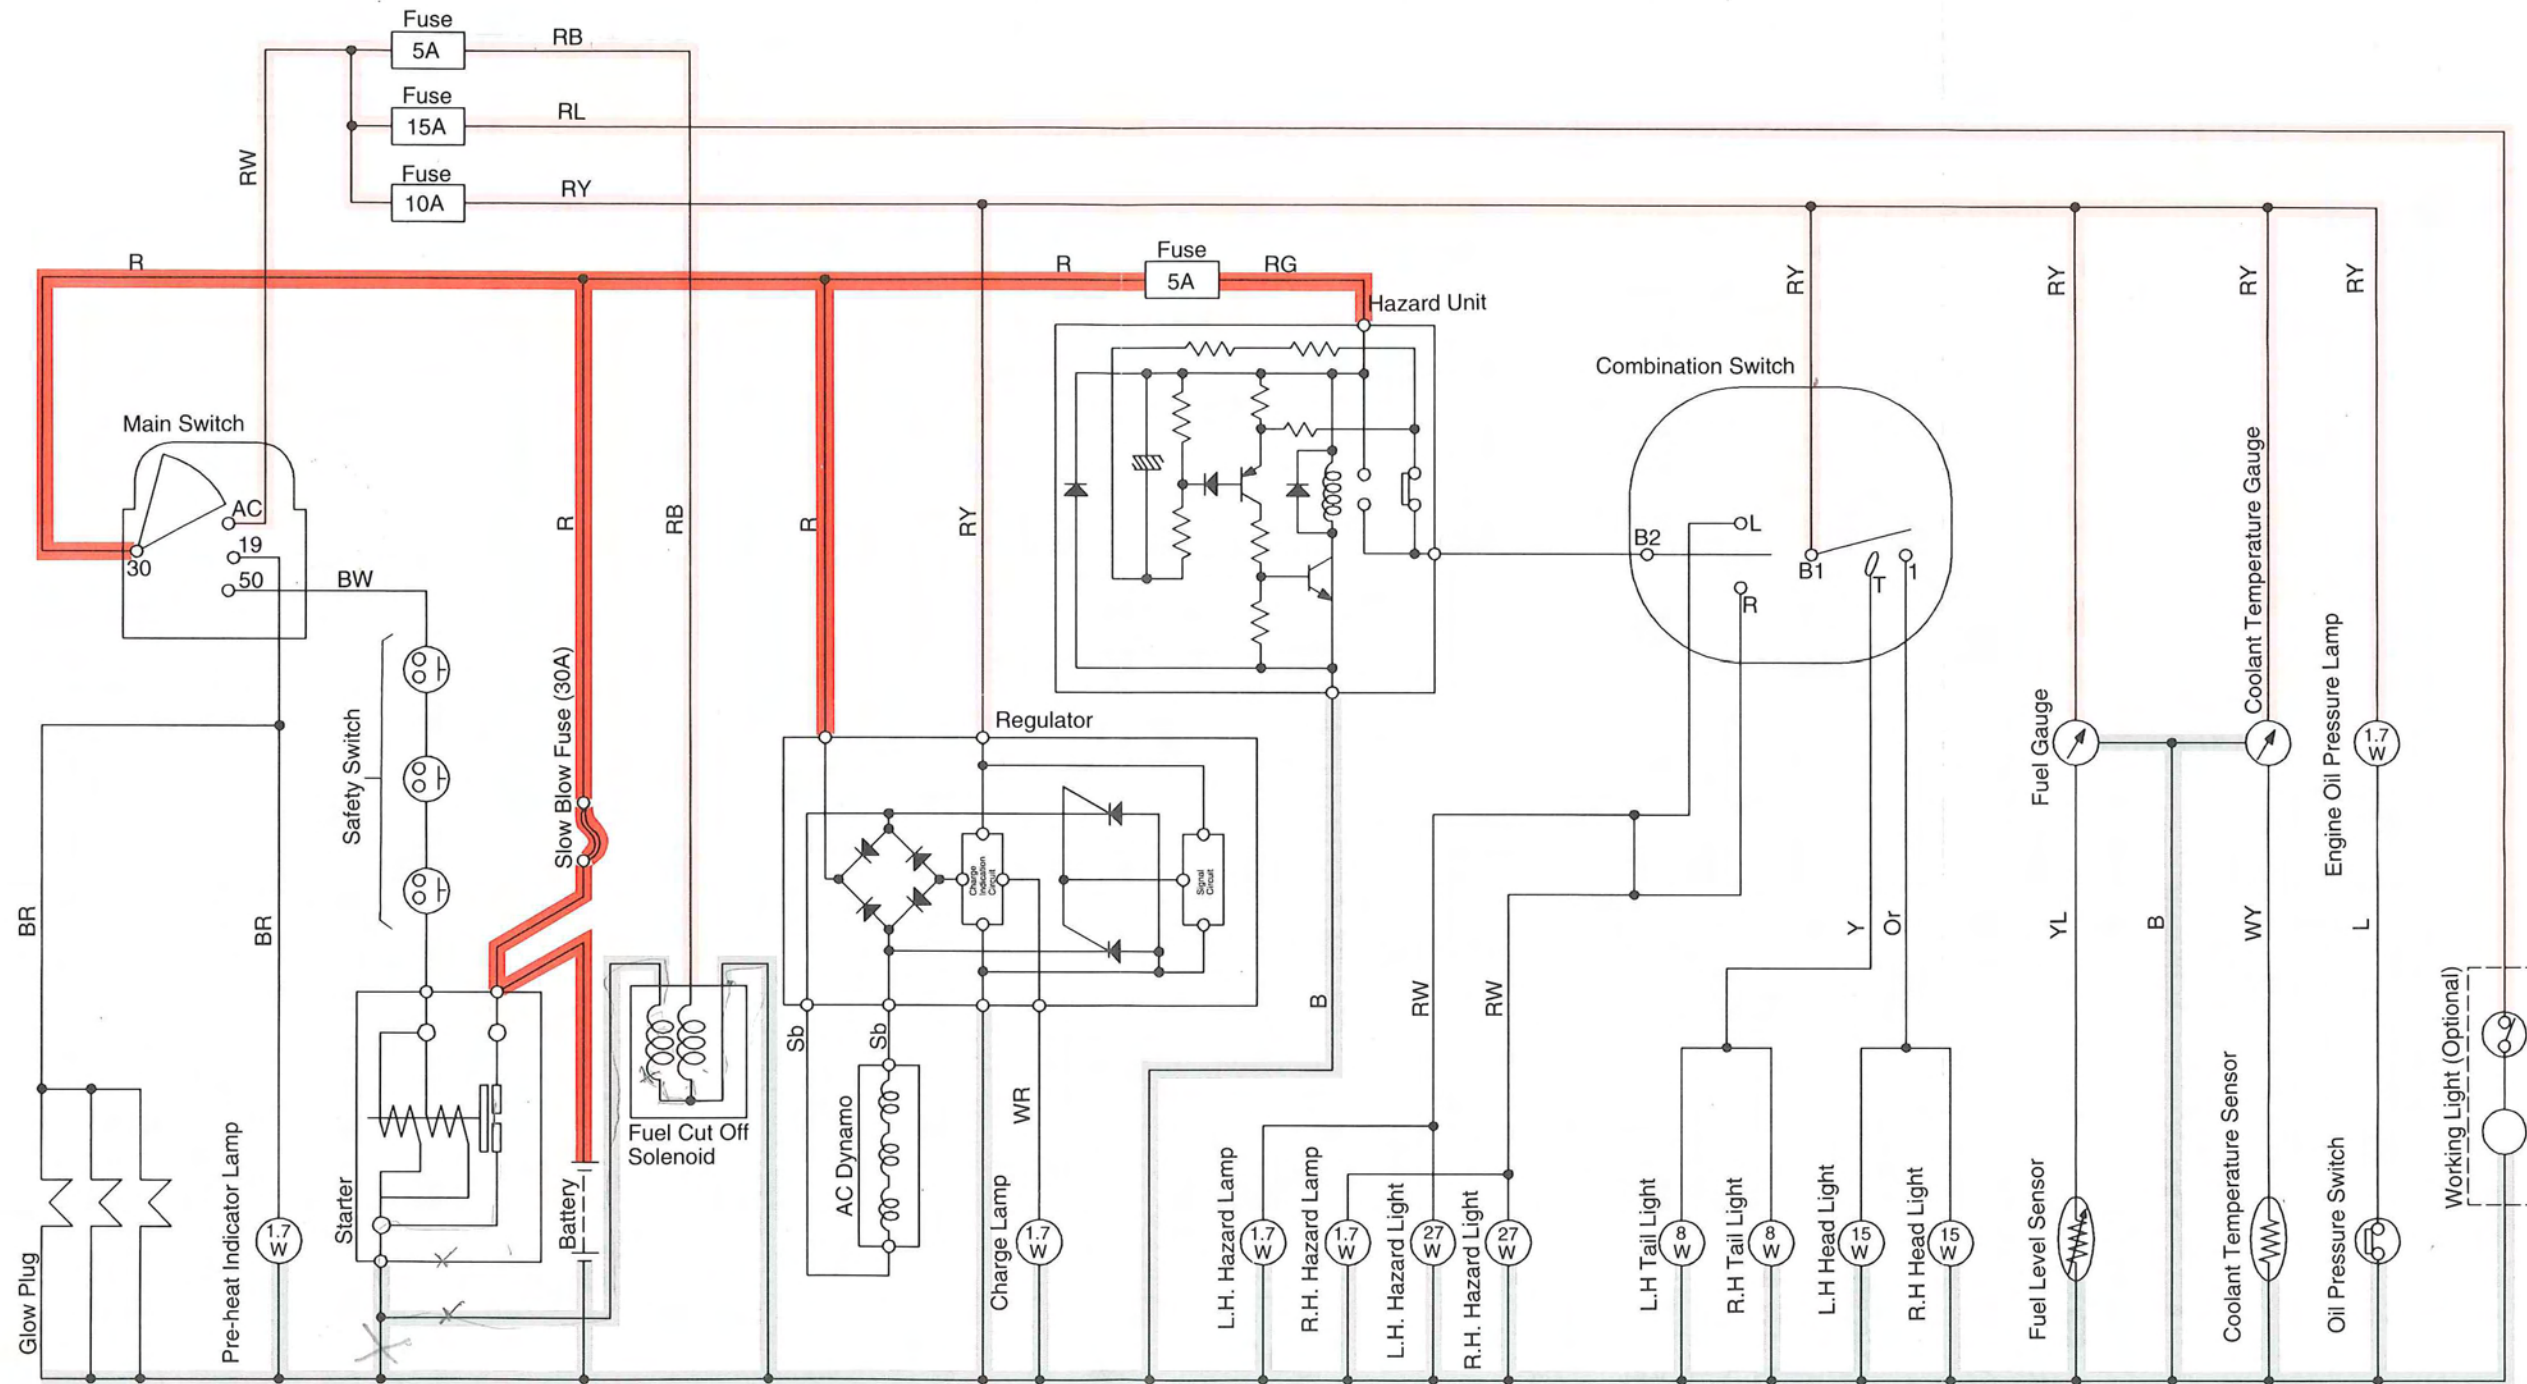 Fuse
5A
RB
Fuse
15A
RL
RW
Fuse
10A
RY
R
R
Fuse
5A
RG
Hazard Unit
RY
RY
RY
RY
Combination Switch
Main Switch
AC
19
30
50
BW
R
RB
R
RY
B2
L
R
B1
T
1
Coolant Temperature Gauge
Engine Oil Pressure Lamp
Fuel Gauge
1.7
W
Safety Switch
Slow Blow Fuse (30A)
Regulator
Charge
Indication
Circuit
Signal
Circuit
BR
BR
Sb
Sb
WR
B
RW
RW
Y
Or
YL
B
WY
L
Working Light (Optional)
Fuel Cut Off
Solenoid
AC Dynamo
Glow Plug
Pre-heat Indicator Lamp
1.7
W
Starter
Battery
Charge Lamp
1.7
W
L.H. Hazard Lamp
1.7
W
R.H. Hazard Lamp
1.7
W
L.H. Hazard Light
27
W
R.H. Hazard Light
27
W
L.H Tail Light
8
W
R.H Tail Light
8
W
L.H Head Light
15
W
R.H Head Light
15
W
Fuel Level Sensor
Coolant Temperature Sensor
Oil Pressure Switch